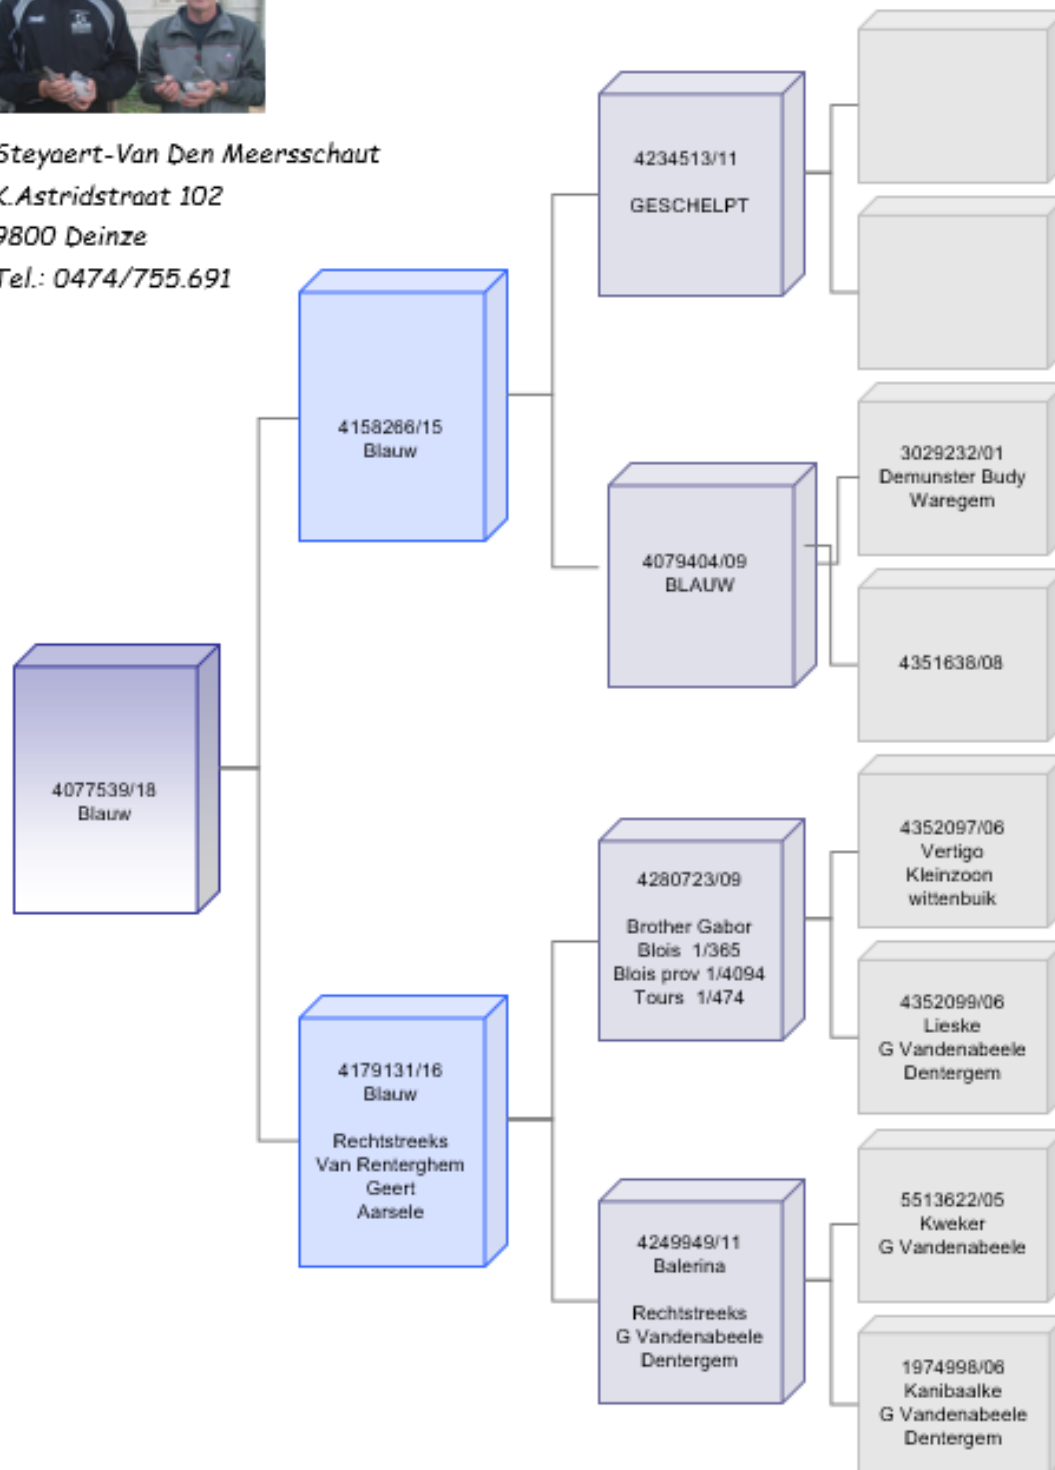 Steyaert-Van Den Meersschaut
K.Astridstraat 102
9800 Deinze
Tel.: 0474/755.691
4077539/18
Blauw
4158266/15
Blauw
4179131/16
Blauw
Rechtstreeks
Van Renterghem
Geert
Aarsele
4234513/11
GESCHELPT
4079404/09
BLAUW
4280723/09
Brother Gabor
Blois 1/365
Blois prov 1/4094
Tours 1/474
4249949/11
Balerina
Rechtstreeks
G Vandenabeele
Dentergem
3029232/01
Demunster Budy
Waregem
4351638/08
4352097/06
Vertigo
Kleinzoon
wittenbuik
4352099/06
Lieske
G Vandenabeele
Dentergem
5513622/05
Kweker
G Vandenabeele
1974998/06
Kanibaalke
G Vandenabeele
Dentergem